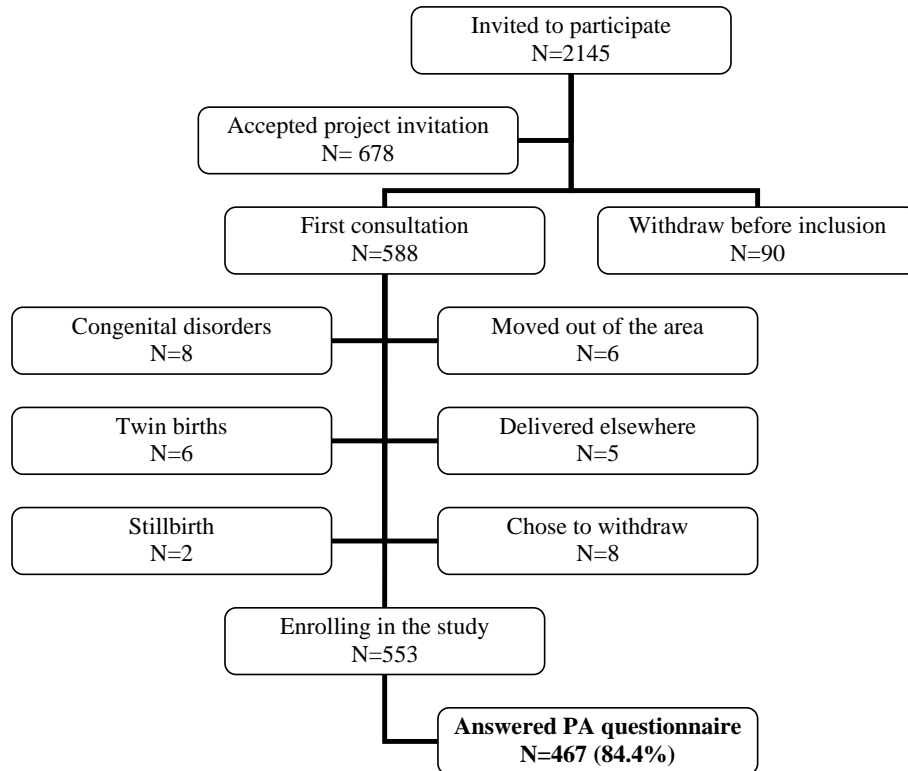 Invited to participate
N=2145
Accepted project invitation
N= 678
First consultation
N=588
Withdraw before inclusion
N=90
Congenital disorders
N=8
Moved out of the area
N=6
Twin births
N=6
Delivered elsewhere
N=5
Stillbirth
N=2
Chose to withdraw
N=8
Enrolling in the study
N=553
Answered PA questionnaire
N=467 (84.4%)